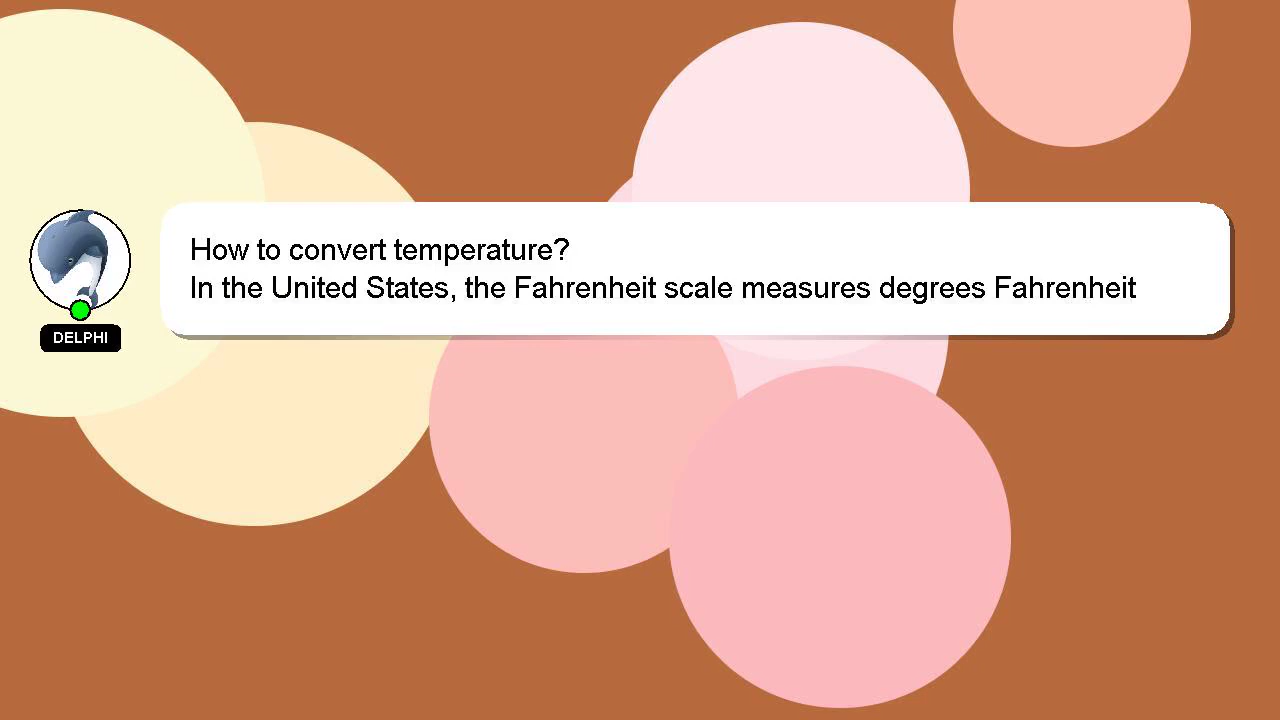 How to convert temperature?
In the United States, the Fahrenheit scale measures degrees Fahrenheit
DELPHI